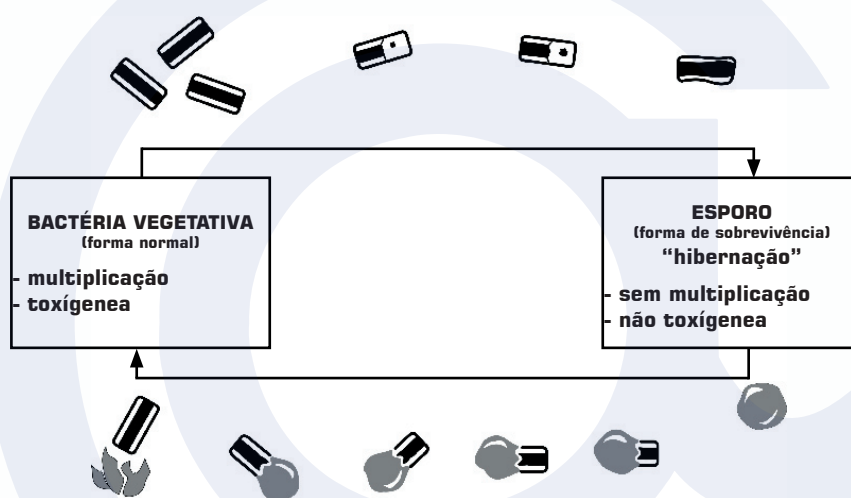 BACTÉRIA VEGETATIVA
(forma normal)
- multiplicação
- toxígenea
ESPORO
(forma de sobrevivência)
“hibernação”
- sem multiplicação
- não toxígenea